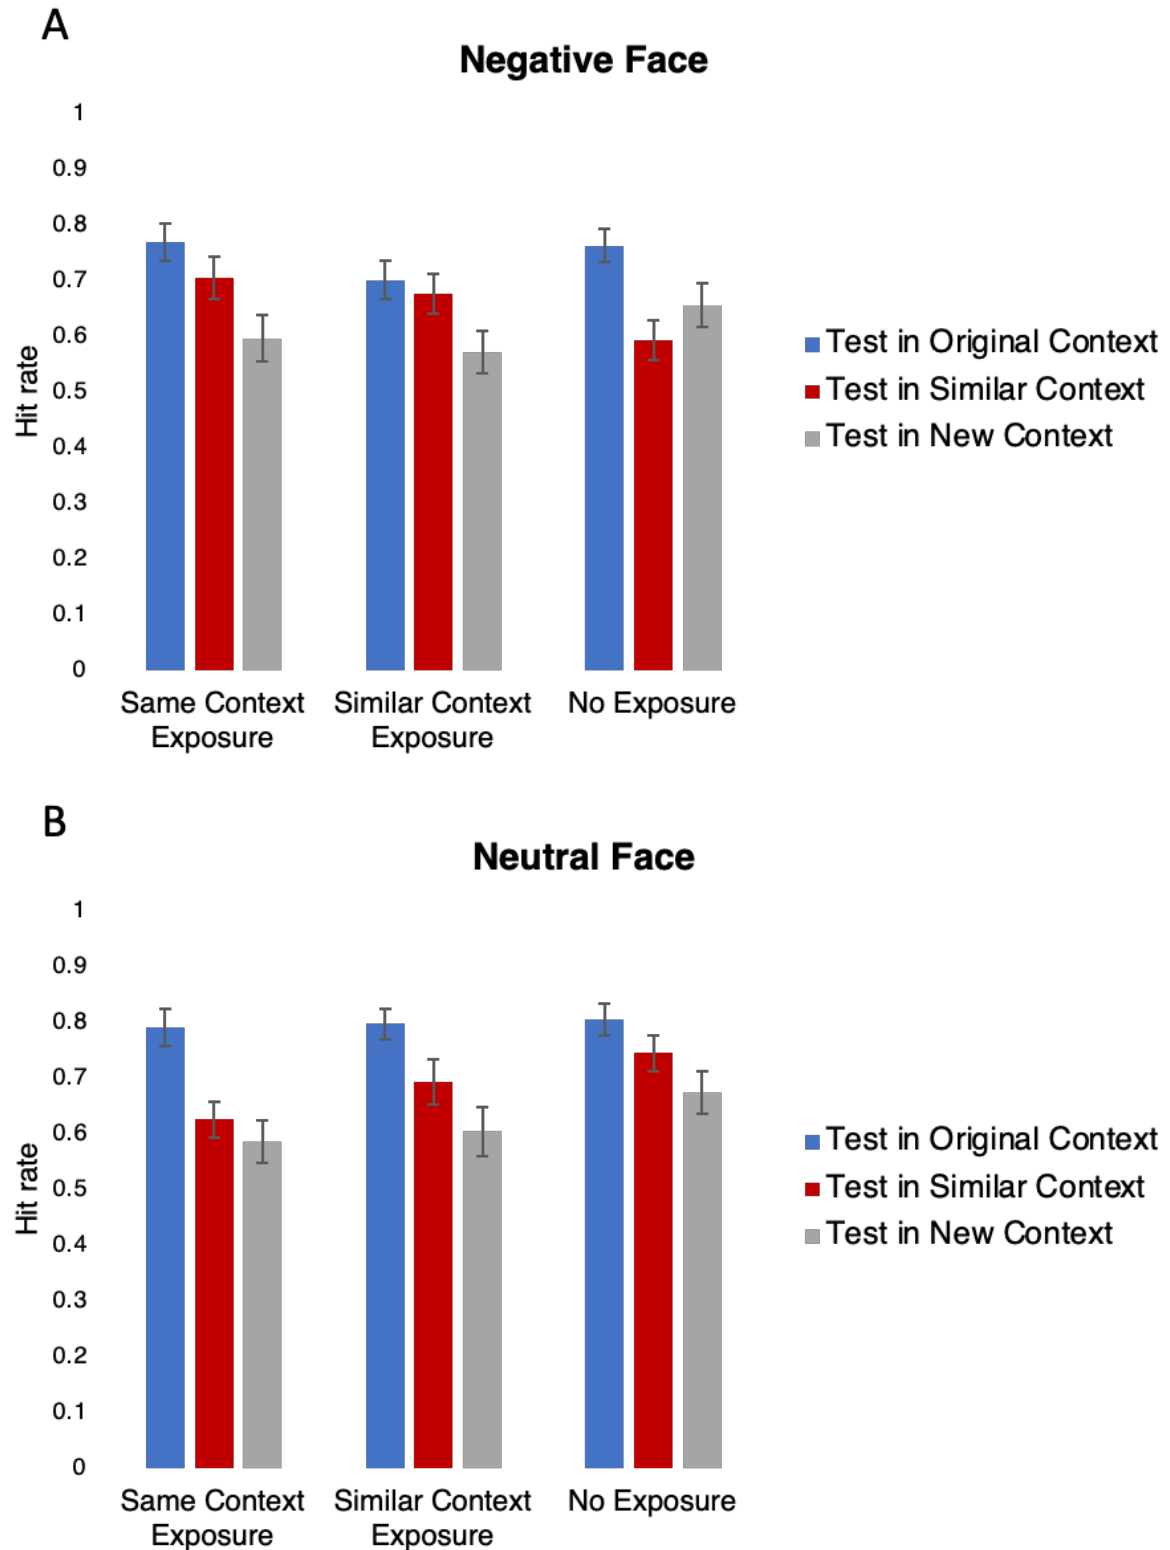 A
Negative Face
1
0.9
0.8
0.7
0.6
0.5
0.4
0.3
0.2
0.1
0
Hit rate
Same Context
Exposure
Similar Context
Exposure
No Exposure
Test in Original Context
Test in Similar Context
Test in New Context
B
Neutral Face
1
0.9
0.8
0.7
0.6
0.5
0.4
0.3
0.2
0.1
0
Hit rate
Same Context
Exposure
Similar Context
Exposure
No Exposure
Test in Original Context
Test in Similar Context
Test in New Context